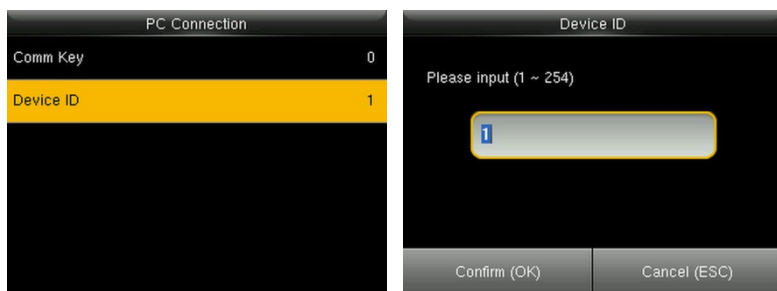 PC Connection
Comm Key 0
Device ID 1
Device ID
Please input (1 ~ 254)
1
Confirm (OK) Cancel (ESC)